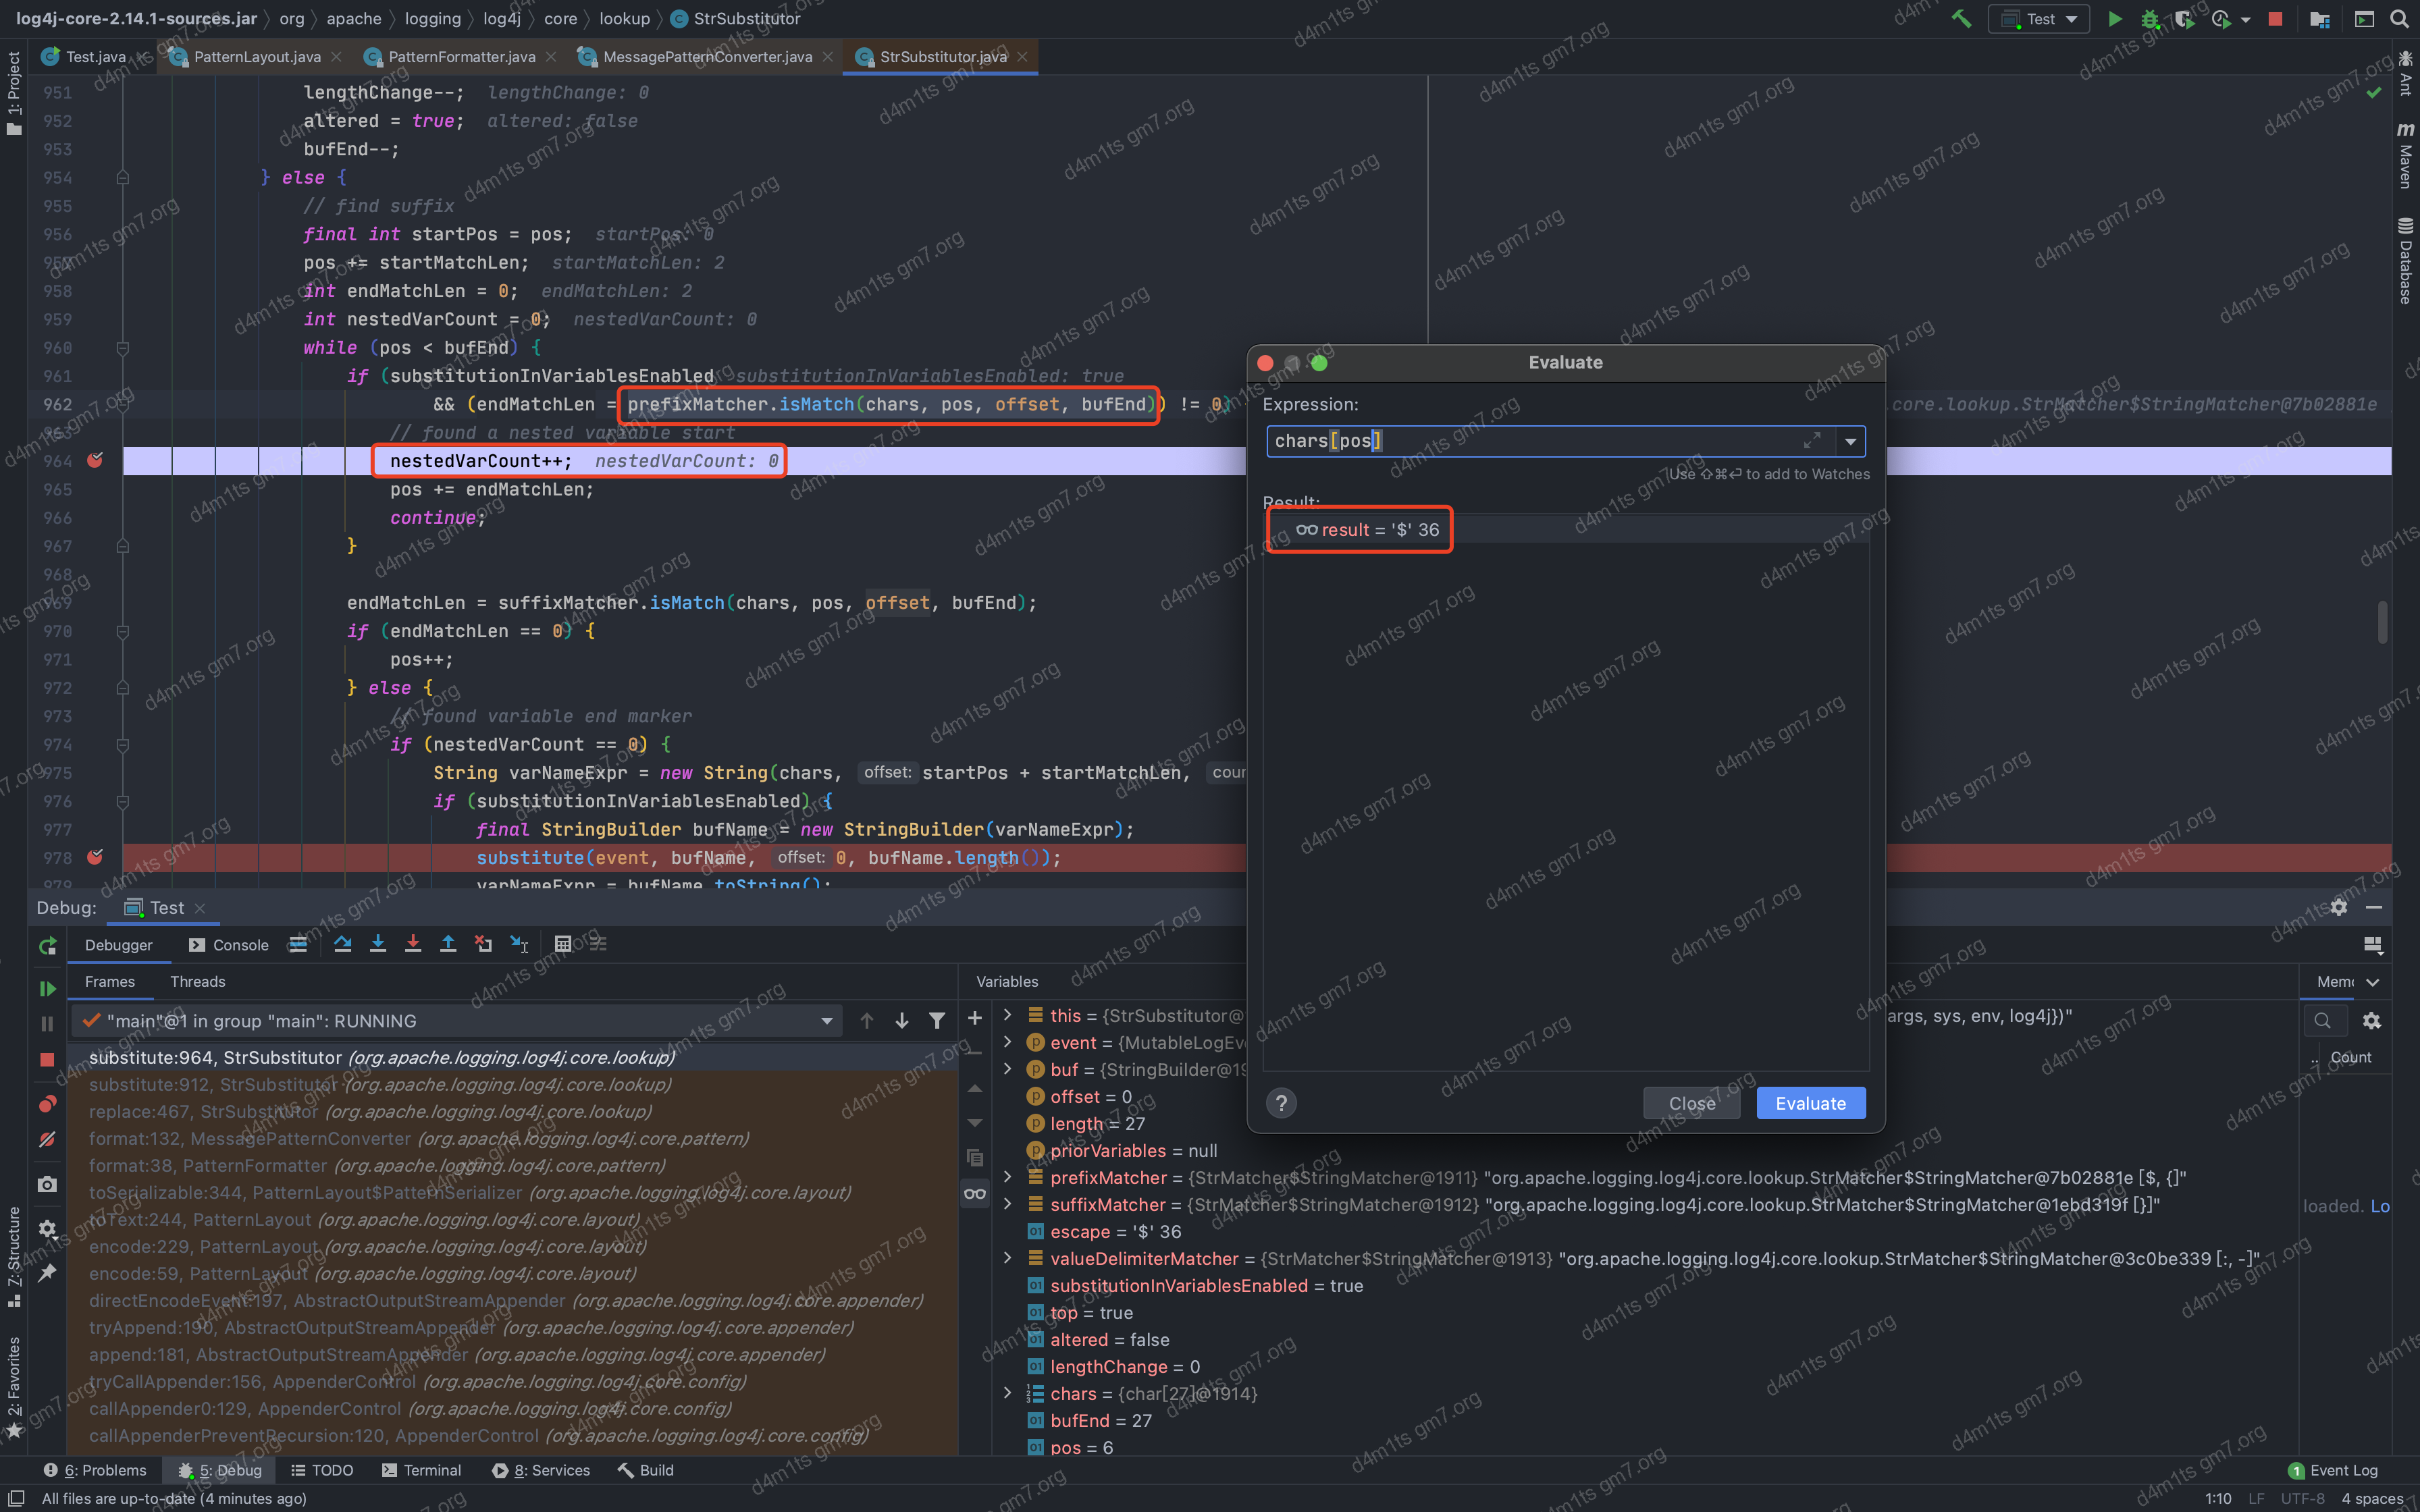 log4j-core-2.14.1-sources.jar › org › apache › logging › log4j › core › lookup › StrSubstitutor
Test
1: Project
Test.java PatternLayout.java PatternFormatter.java MessagePatternConverter.java StrSubstitutor.java
Ant
Maven
Database
951 lengthChange--; lengthChange: 0
952 altered = true; altered: false
953 bufEnd--;
954 } else {
955 // find suffix
956 final int startPos = pos; startPos: 0
957 pos += startMatchLen; startMatchLen: 2
958 int endMatchLen = 0; endMatchLen: 2
959 int nestedVarCount = 0; nestedVarCount: 0
960 while (pos < bufEnd) {
961 if (substitutionInVariablesEnabled substitutionInVariablesEnabled: true
962 && (endMatchLen = prefixMatcher.isMatch(chars, pos, offset, bufEnd)) != 0) core.lookup.StrMatcher$StringMatcher@7b02881e
963 // found a nested variable start
964 nestedVarCount++; nestedVarCount: 0
965 pos += endMatchLen;
966 continue;
967 }
968
969 endMatchLen = suffixMatcher.isMatch(chars, pos, offset, bufEnd);
970 if (endMatchLen == 0) {
971 pos++;
972 } else {
973 // found variable end marker
974 if (nestedVarCount == 0) {
975 String varNameExpr = new String(chars, offset: startPos + startMatchLen, coun
976 if (substitutionInVariablesEnabled) {
977 final StringBuilder bufName = new StringBuilder(varNameExpr);
978 substitute(event, bufName, offset: 0, bufName.length());
979 varNameExpr = bufName.toString();
Evaluate
Expression:
chars[pos]
Use ⇧⌘⏎ to add to Watches
Result:
result = '$' 36
?
Close
Evaluate
Debug: Test
Debugger Console
Frames Threads
Variables
Mem
"main"@1 in group "main": RUNNING
Count
loaded. Lo
substitute:964, StrSubstitutor (org.apache.logging.log4j.core.lookup)
substitute:912, StrSubstitutor (org.apache.logging.log4j.core.lookup)
replace:467, StrSubstitutor (org.apache.logging.log4j.core.lookup)
format:132, MessagePatternConverter (org.apache.logging.log4j.core.pattern)
format:38, PatternFormatter (org.apache.logging.log4j.core.pattern)
toSerializable:344, PatternLayout$PatternSerializer (org.apache.logging.log4j.core.layout)
toText:244, PatternLayout (org.apache.logging.log4j.core.layout)
encode:229, PatternLayout (org.apache.logging.log4j.core.layout)
encode:59, PatternLayout (org.apache.logging.log4j.core.layout)
directEncodeEvent:197, AbstractOutputStreamAppender (org.apache.logging.log4j.core.appender)
tryAppend:190, AbstractOutputStreamAppender (org.apache.logging.log4j.core.appender)
append:181, AbstractOutputStreamAppender (org.apache.logging.log4j.core.appender)
tryCallAppender:156, AppenderControl (org.apache.logging.log4j.core.config)
callAppender0:129, AppenderControl (org.apache.logging.log4j.core.config)
callAppenderPreventRecursion:120, AppenderControl (org.apache.logging.log4j.core.config)
this = {StrSubstitutor@ args, sys, env, log4j})"
event = {MutableLogEv
buf = {StringBuilder@19
offset = 0
length = 27
priorVariables = null
prefixMatcher = {StrMatcher$StringMatcher@1911} "org.apache.logging.log4j.core.lookup.StrMatcher$StringMatcher@7b02881e [$, {]"
suffixMatcher = {StrMatcher$StringMatcher@1912} "org.apache.logging.log4j.core.lookup.StrMatcher$StringMatcher@1ebd319f [}]"
escape = '$' 36
valueDelimiterMatcher = {StrMatcher$StringMatcher@1913} "org.apache.logging.log4j.core.lookup.StrMatcher$StringMatcher@3c0be339 [:, -]"
substitutionInVariablesEnabled = true
top = true
altered = false
lengthChange = 0
chars = {char[27]@1914}
bufEnd = 27
pos = 6
7: Structure
2: Favorites
6: Problems 5: Debug TODO Terminal 8: Services Build
1 Event Log
All files are up-to-date (4 minutes ago)
1:10 LF UTF-8 4 spaces
d4m1ts gm7.org